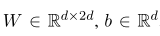 W ∈ ℝ^{d×2d}, b ∈ ℝ^d